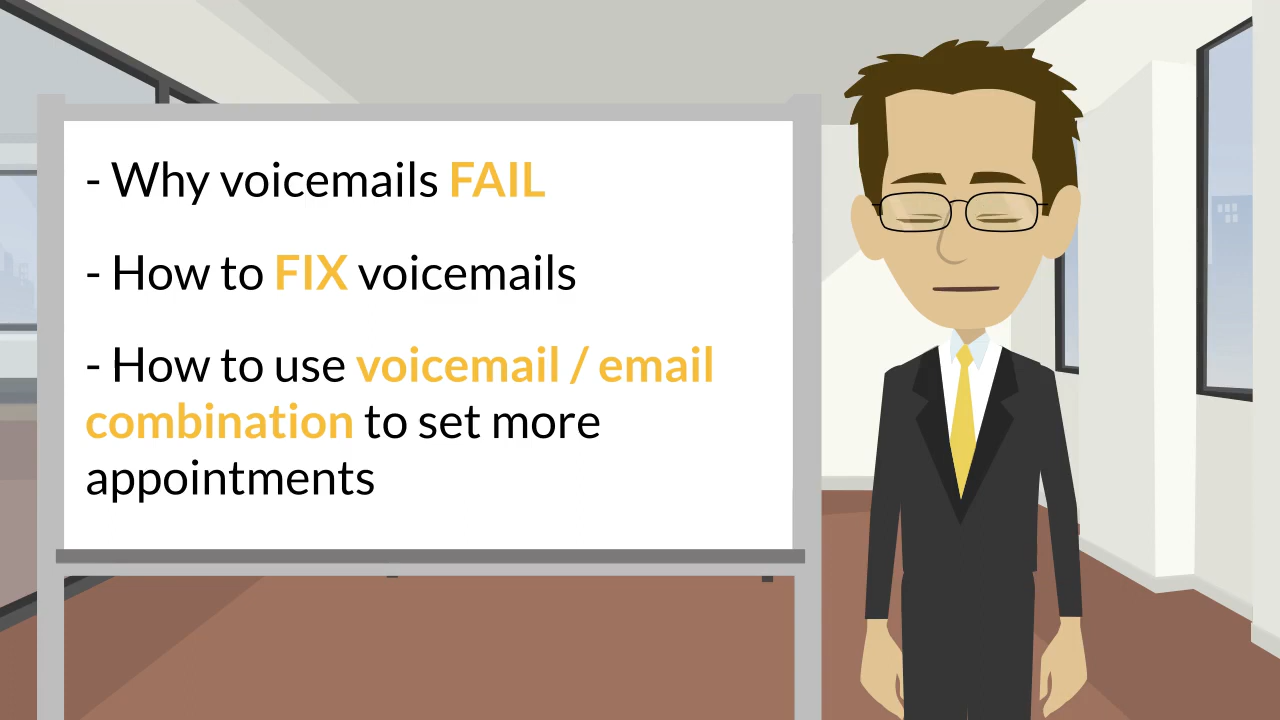 - Why voicemails FAIL
- How to FIX voicemails
- How to use voicemail / email
combination to set more
appointments